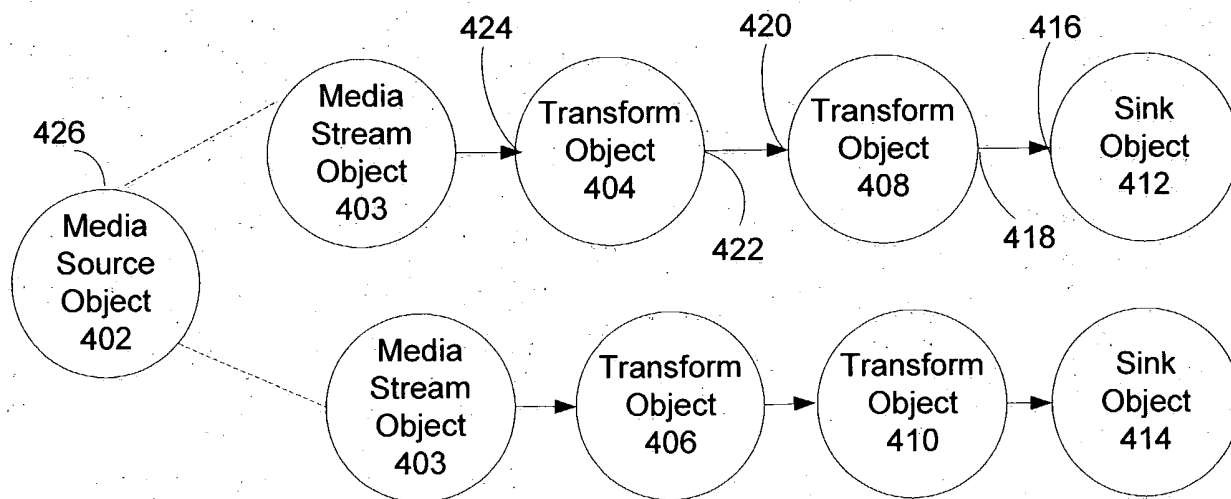 424
420
416
426
Media
Stream
Object
403
Transform
Object
404
Transform
Object
408
Sink
Object
412
422
418
Media
Source
Object
402
Media
Stream
Object
403
Transform
Object
406
Transform
Object
410
Sink
Object
414